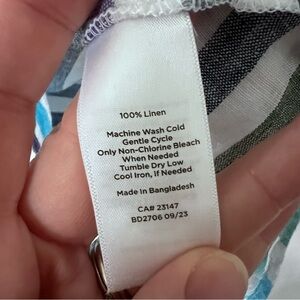 100% Linen
Machine Wash Cold
Gentle Cycle
Only Non-Chlorine Bleach
When Needed
Tumble Dry Low
Cool Iron, If Needed
Made in Bangladesh
CA# 23147
BD2706 09/23